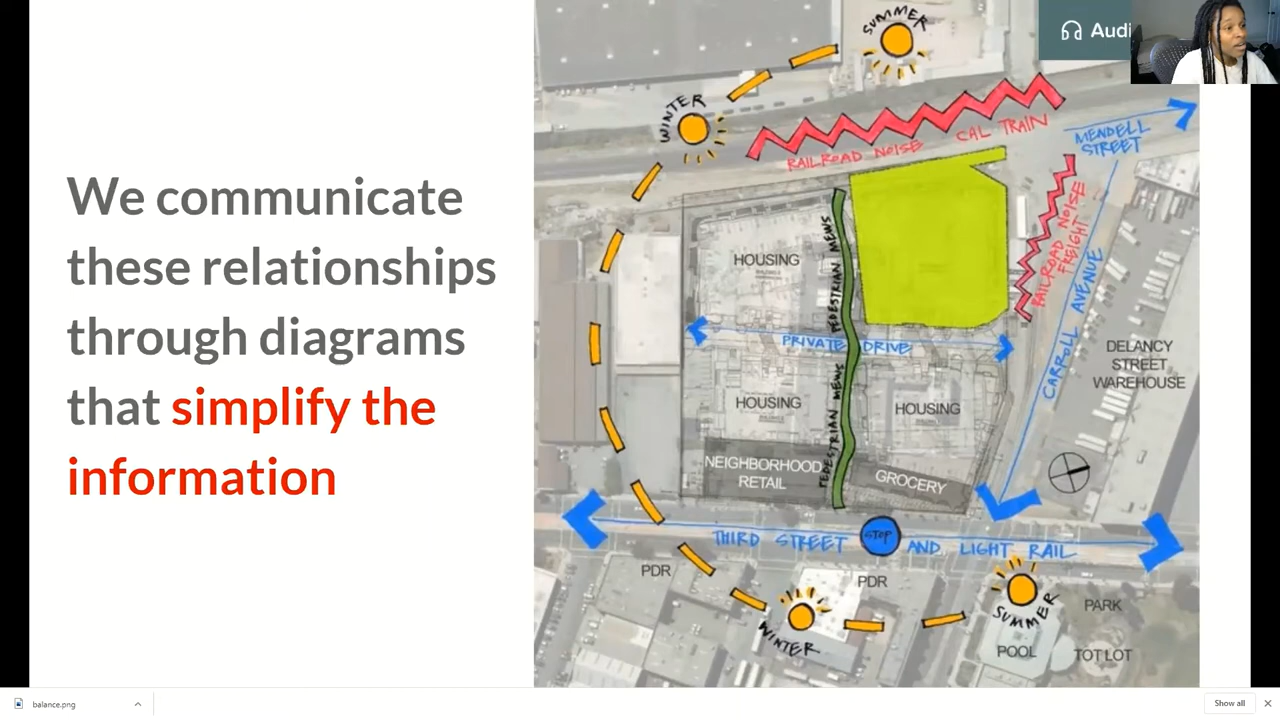 We communicate
these relationships
through diagrams
that simplify the
information
SUMMER
Audi
WINTER
RAILROAD NOISE CAL TRAIN
MENDELL
STREET
RAILROAD NOISE
FREIGHT
CARROLL AVENUE
PEDESTRIAN MEWS
HOUSING
PRIVATE DRIVE
DELANCY
STREET
WAREHOUSE
HOUSING
HOUSING
PEDESTRIAN MEWS
NEIGHBORHOOD
RETAIL
GROCERY
THIRD STREET STOP AND LIGHT RAIL
PDR
PDR
WINTER
SUMMER
PARK
POOL
TOT LOT
balance.png
Show all